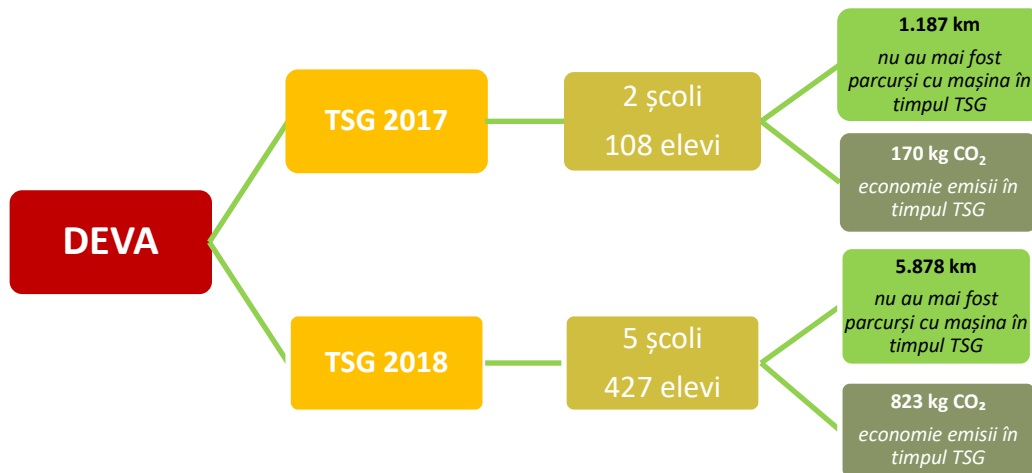 DEVA
TSG 2017
2 școli
108 elevi
1.187 km
nu au mai fost
parcurși cu mașina în
timpul TSG
170 kg CO₂
economie emisii în
timpul TSG
TSG 2018
5 școli
427 elevi
5.878 km
nu au mai fost
parcurși cu mașina în
timpul TSG
823 kg CO₂
economie emisii în
timpul TSG